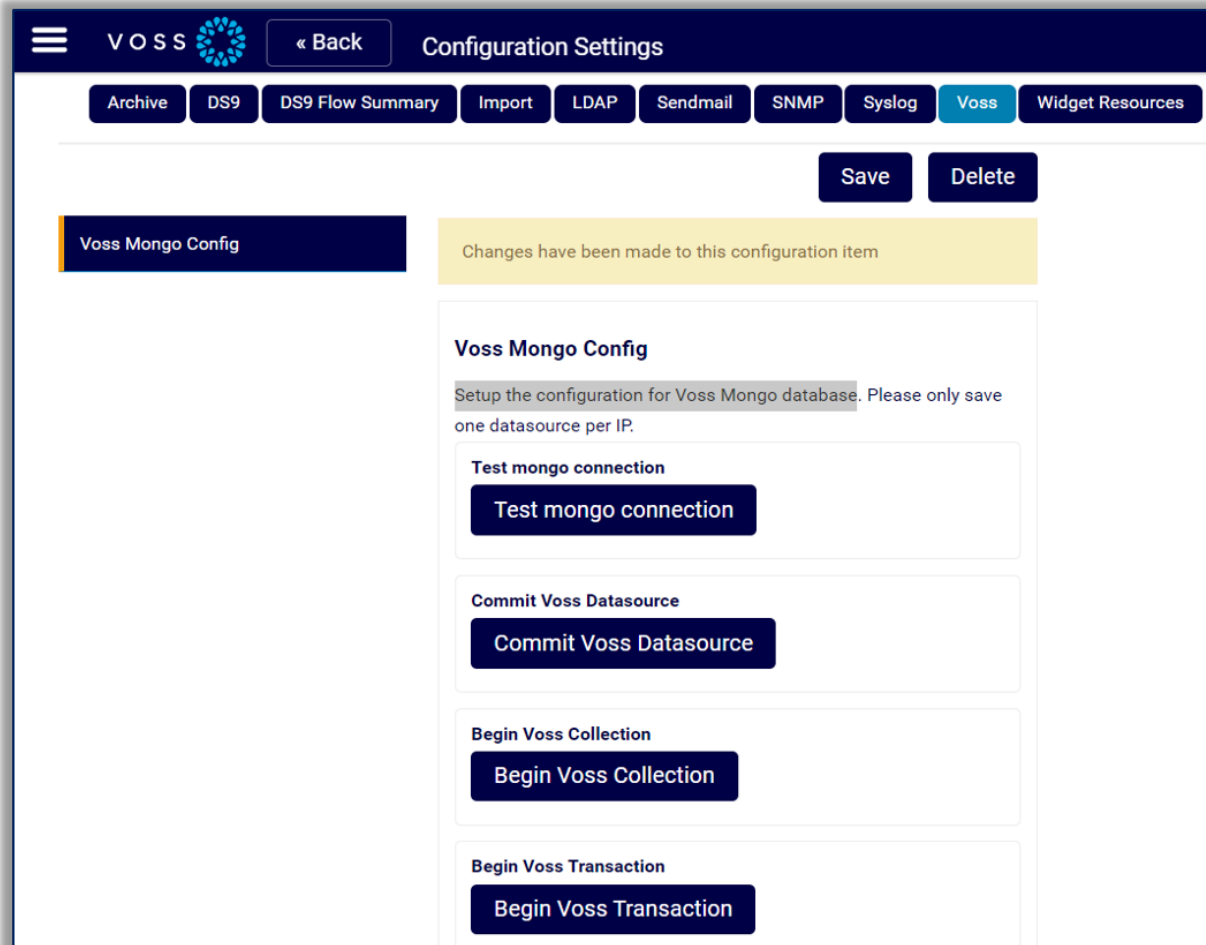 VOSS « Back Configuration Settings
Archive DS9 DS9 Flow Summary Import LDAP Sendmail SNMP Syslog Voss Widget Resources
Save Delete
Voss Mongo Config
Changes have been made to this configuration item
Voss Mongo Config
Setup the configuration for Voss Mongo database. Please only save
one datasource per IP.
Test mongo connection
Test mongo connection
Commit Voss Datasource
Commit Voss Datasource
Begin Voss Collection
Begin Voss Collection
Begin Voss Transaction
Begin Voss Transaction